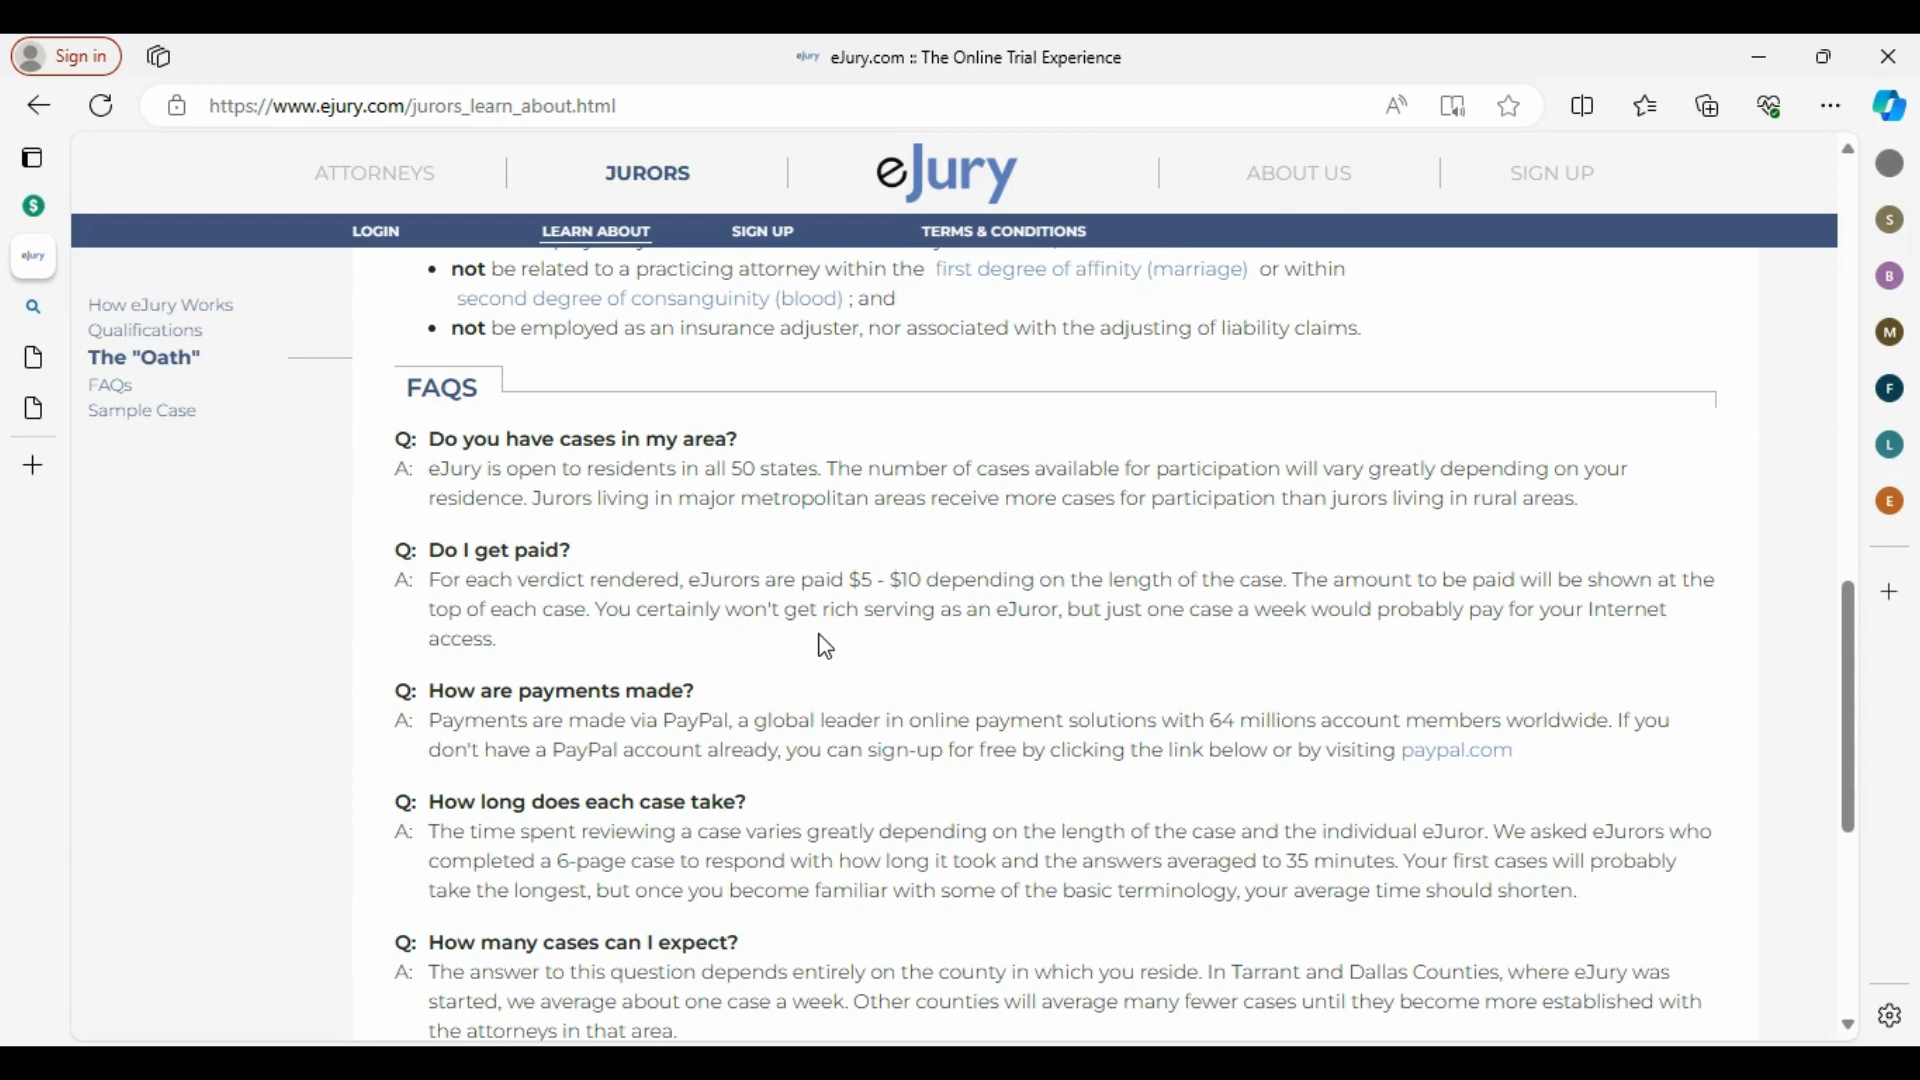 Sign in
eJury eJury.com :: The Online Trial Experience
https://www.ejury.com/jurors_learn_about.html
ATTORNEYS JURORS eJury ABOUT US SIGN UP
LOGIN LEARN ABOUT SIGN UP TERMS & CONDITIONS
$
eJury
How eJury Works
Qualifications
The "Oath"
FAQs
Sample Case
• not be related to a practicing attorney within the first degree of affinity (marriage) or within
second degree of consanguinity (blood) ; and
• not be employed as an insurance adjuster, nor associated with the adjusting of liability claims.
FAQS
Q: Do you have cases in my area?
A: eJury is open to residents in all 50 states. The number of cases available for participation will vary greatly depending on your
residence. Jurors living in major metropolitan areas receive more cases for participation than jurors living in rural areas.
Q: Do I get paid?
A: For each verdict rendered, eJurors are paid $5 - $10 depending on the length of the case. The amount to be paid will be shown at the
top of each case. You certainly won't get rich serving as an eJuror, but just one case a week would probably pay for your Internet
access.
Q: How are payments made?
A: Payments are made via PayPal, a global leader in online payment solutions with 64 millions account members worldwide. If you
don't have a PayPal account already, you can sign-up for free by clicking the link below or by visiting paypal.com
Q: How long does each case take?
A: The time spent reviewing a case varies greatly depending on the length of the case and the individual eJuror. We asked eJurors who
completed a 6-page case to respond with how long it took and the answers averaged to 35 minutes. Your first cases will probably
take the longest, but once you become familiar with some of the basic terminology, your average time should shorten.
Q: How many cases can I expect?
A: The answer to this question depends entirely on the county in which you reside. In Tarrant and Dallas Counties, where eJury was
started, we average about one case a week. Other counties will average many fewer cases until they become more established with
the attorneys in that area.
S
B
M
F
L
E